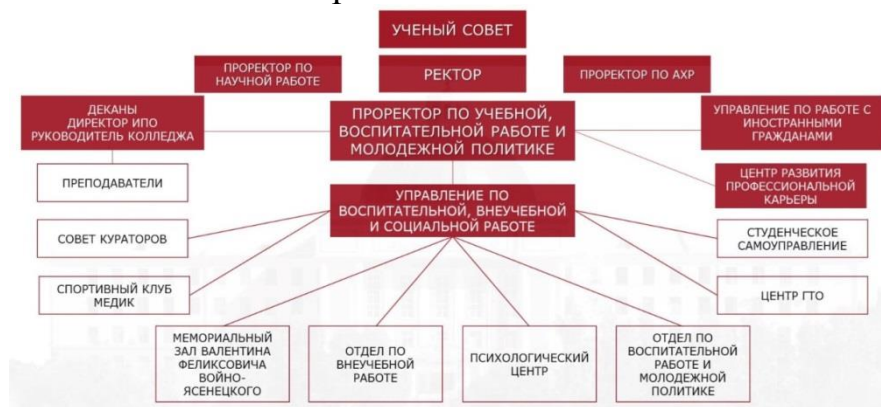 УЧЕНЫЙ СОВЕТ
ПРОРЕКТОР ПО
НАУЧНОЙ РАБОТЕ
РЕКТОР
ПРОРЕКТОР ПО АХР
ДЕКАНЫ
ДИРЕКТОР ИПО
РУКОВОДИТЕЛЬ КОЛЛЕДЖА
ПРОРЕКТОР ПО УЧЕБНОЙ,
ВОСПИТАТЕЛЬНОЙ РАБОТЕ И
МОЛОДЕЖНОЙ ПОЛИТИКЕ
УПРАВЛЕНИЕ ПО РАБОТЕ С
ИНОСТРАННЫМИ
ГРАЖДАНАМИ
ПРЕПОДАВАТЕЛИ
УПРАВЛЕНИЕ ПО
ВОСПИТАТЕЛЬНОЙ, ВНЕУЧЕБНОЙ
И СОЦИАЛЬНОЙ РАБОТЕ
ЦЕНТР РАЗВИТИЯ
ПРОФЕССИОНАЛЬНОЙ
КАРЬЕРЫ
СОВЕТ КУРАТОРОВ
СТУДЕНЧЕСКОЕ
САМОУПРАВЛЕНИЕ
СПОРТИВНЫЙ КЛУБ
МЕДИК
ЦЕНТР ГТО
МЕМОРИАЛЬНЫЙ
ЗАЛ ВАЛЕНТИНА
ФЕЛИКСОВИЧА
ВОЙНО-
ЯСЕНЕЦКОГО
ОТДЕЛ ПО
ВНЕУЧЕБНОЙ
РАБОТЕ
ПСИХОЛОГИЧЕСКИЙ
ЦЕНТР
ОТДЕЛ ПО
ВОСПИТАТЕЛЬНОЙ
РАБОТЕ И
МОЛОДЕЖНОЙ
ПОЛИТИКЕ